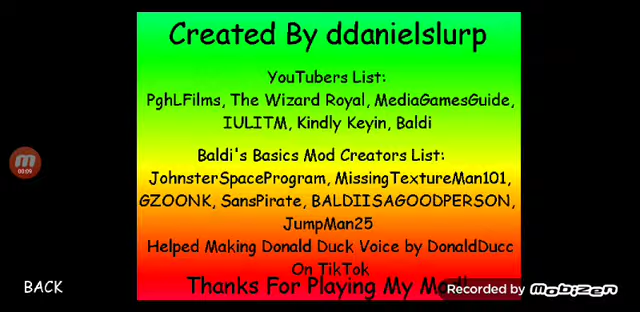 Created By ddanielslurp
YouTubers List:
PghLFilms, The Wizard Royal, MediaGamesGuide,
IULITM, Kindly Keyin, Baldi
Baldi's Basics Mod Creators List:
JohnsterSpaceProgram, MissingTextureMan101,
GZOONK, SansPirate, BALDIISAGOODPERSON,
JumpMan25
Helped Making Donald Duck Voice by DonaldDucc
On TikTok
Thanks For Playing My
00:09
BACK
Recorded by Mobizen